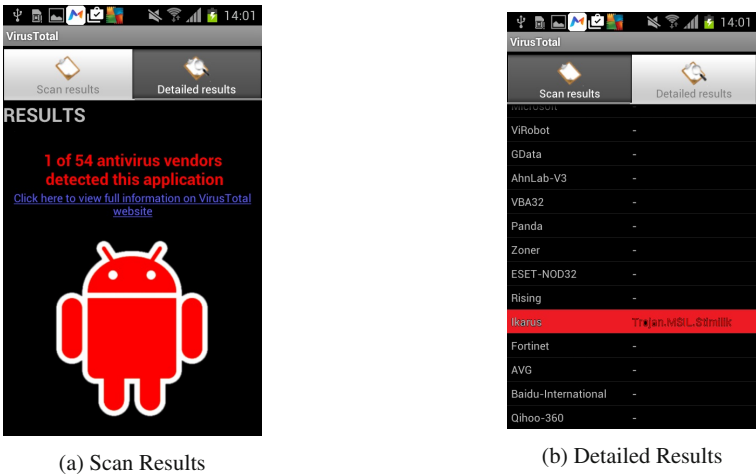 14:01
VirusTotal
Scan results
Detailed results
RESULTS
1 of 54 antivirus vendors
detected this application
Click here to view full information on VirusTotal
website
(a) Scan Results
14:01
VirusTotal
Scan results
Detailed results
Microsoft -
ViRobot -
GData -
AhnLab-V3 -
VBA32 -
Panda -
Zoner -
ESET-NOD32 -
Rising -
Ikarus Trojan.MSIL.Stimilik
Fortinet -
AVG -
Baidu-International -
Qihoo-360 -
(b) Detailed Results